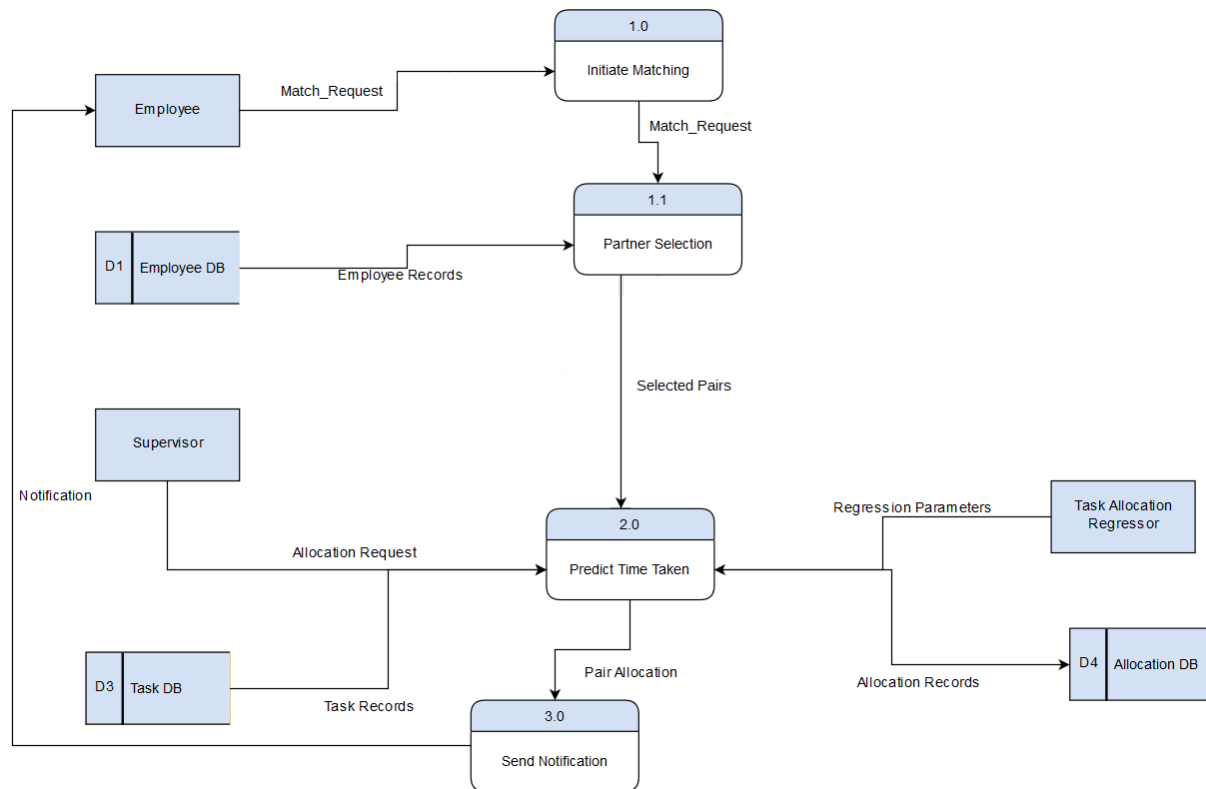 1.0
Initiate Matching
Employee
Match_Request
Match_Request
1.1
Partner Selection
D1
Employee DB
Employee Records
Selected Pairs
Supervisor
Notification
Allocation Request
2.0
Predict Time Taken
Regression Parameters
Task Allocation
Regressor
D3
Task DB
Task Records
Pair Allocation
D4
Allocation DB
Allocation Records
3.0
Send Notification